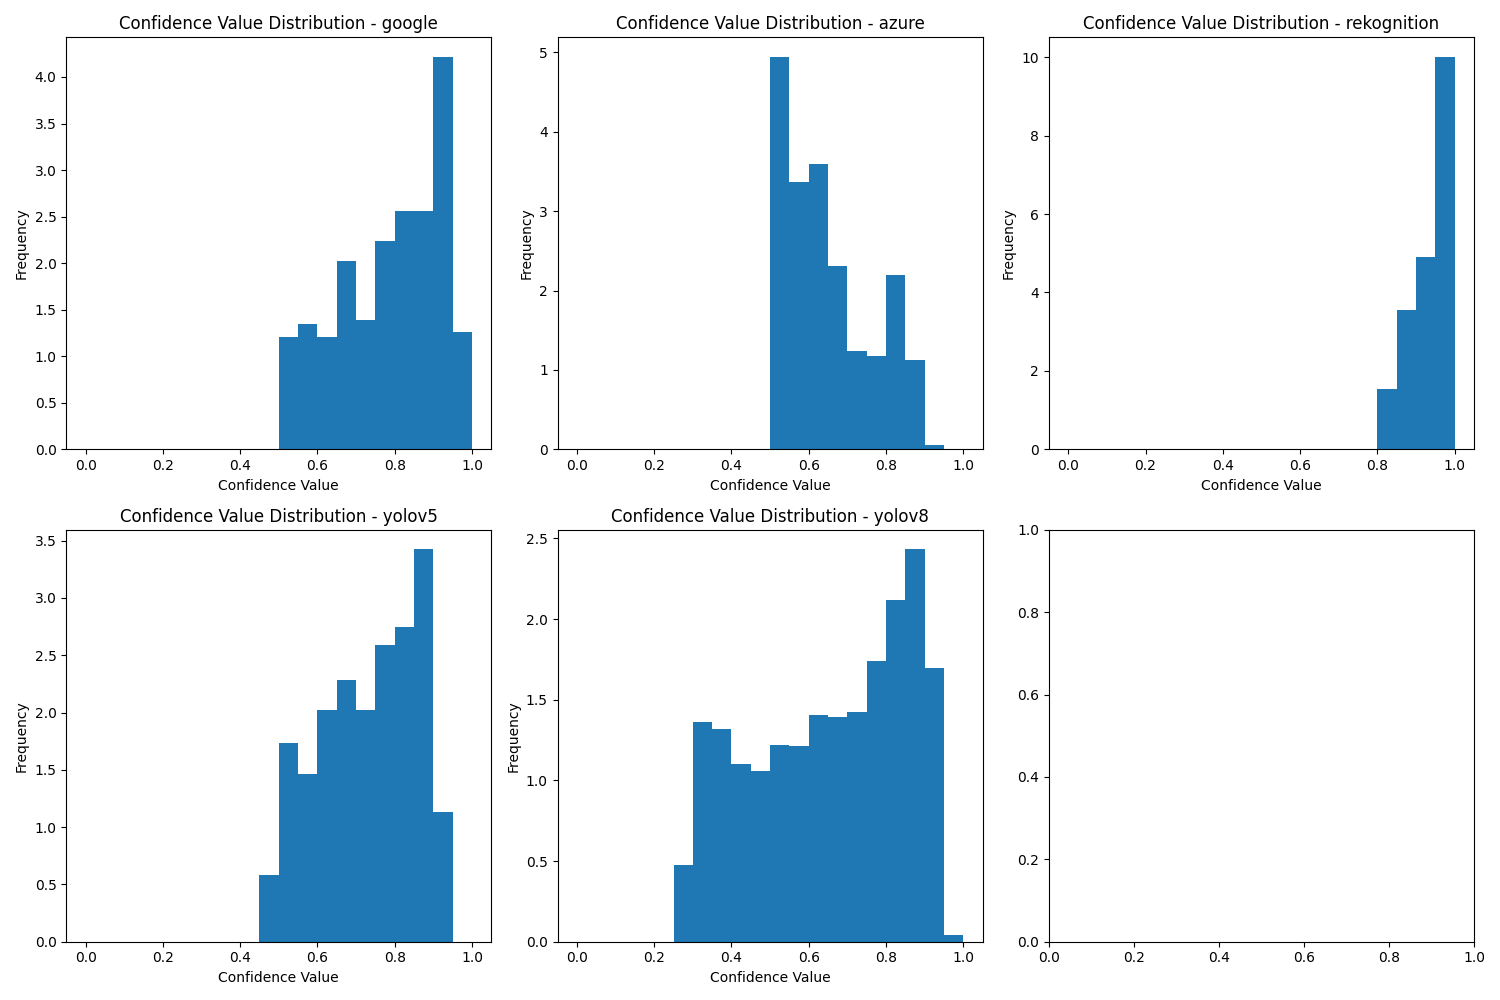 Confidence Value Distribution - google
4.0
3.5
3.0
2.5
2.0
1.5
1.0
0.5
0.0
Frequency
0.0 0.2 0.4 0.6 0.8 1.0
Confidence Value
Confidence Value Distribution - azure
5
4
3
2
1
0
Frequency
0.0 0.2 0.4 0.6 0.8 1.0
Confidence Value
Confidence Value Distribution - rekognition
10
8
6
4
2
0
Frequency
0.0 0.2 0.4 0.6 0.8 1.0
Confidence Value
Confidence Value Distribution - yolov5
3.5
3.0
2.5
2.0
1.5
1.0
0.5
0.0
Frequency
0.0 0.2 0.4 0.6 0.8 1.0
Confidence Value
Confidence Value Distribution - yolov8
2.5
2.0
1.5
1.0
0.5
0.0
Frequency
0.0 0.2 0.4 0.6 0.8 1.0
Confidence Value
1.0
0.8
0.6
0.4
0.2
0.0
0.0 0.2 0.4 0.6 0.8 1.0